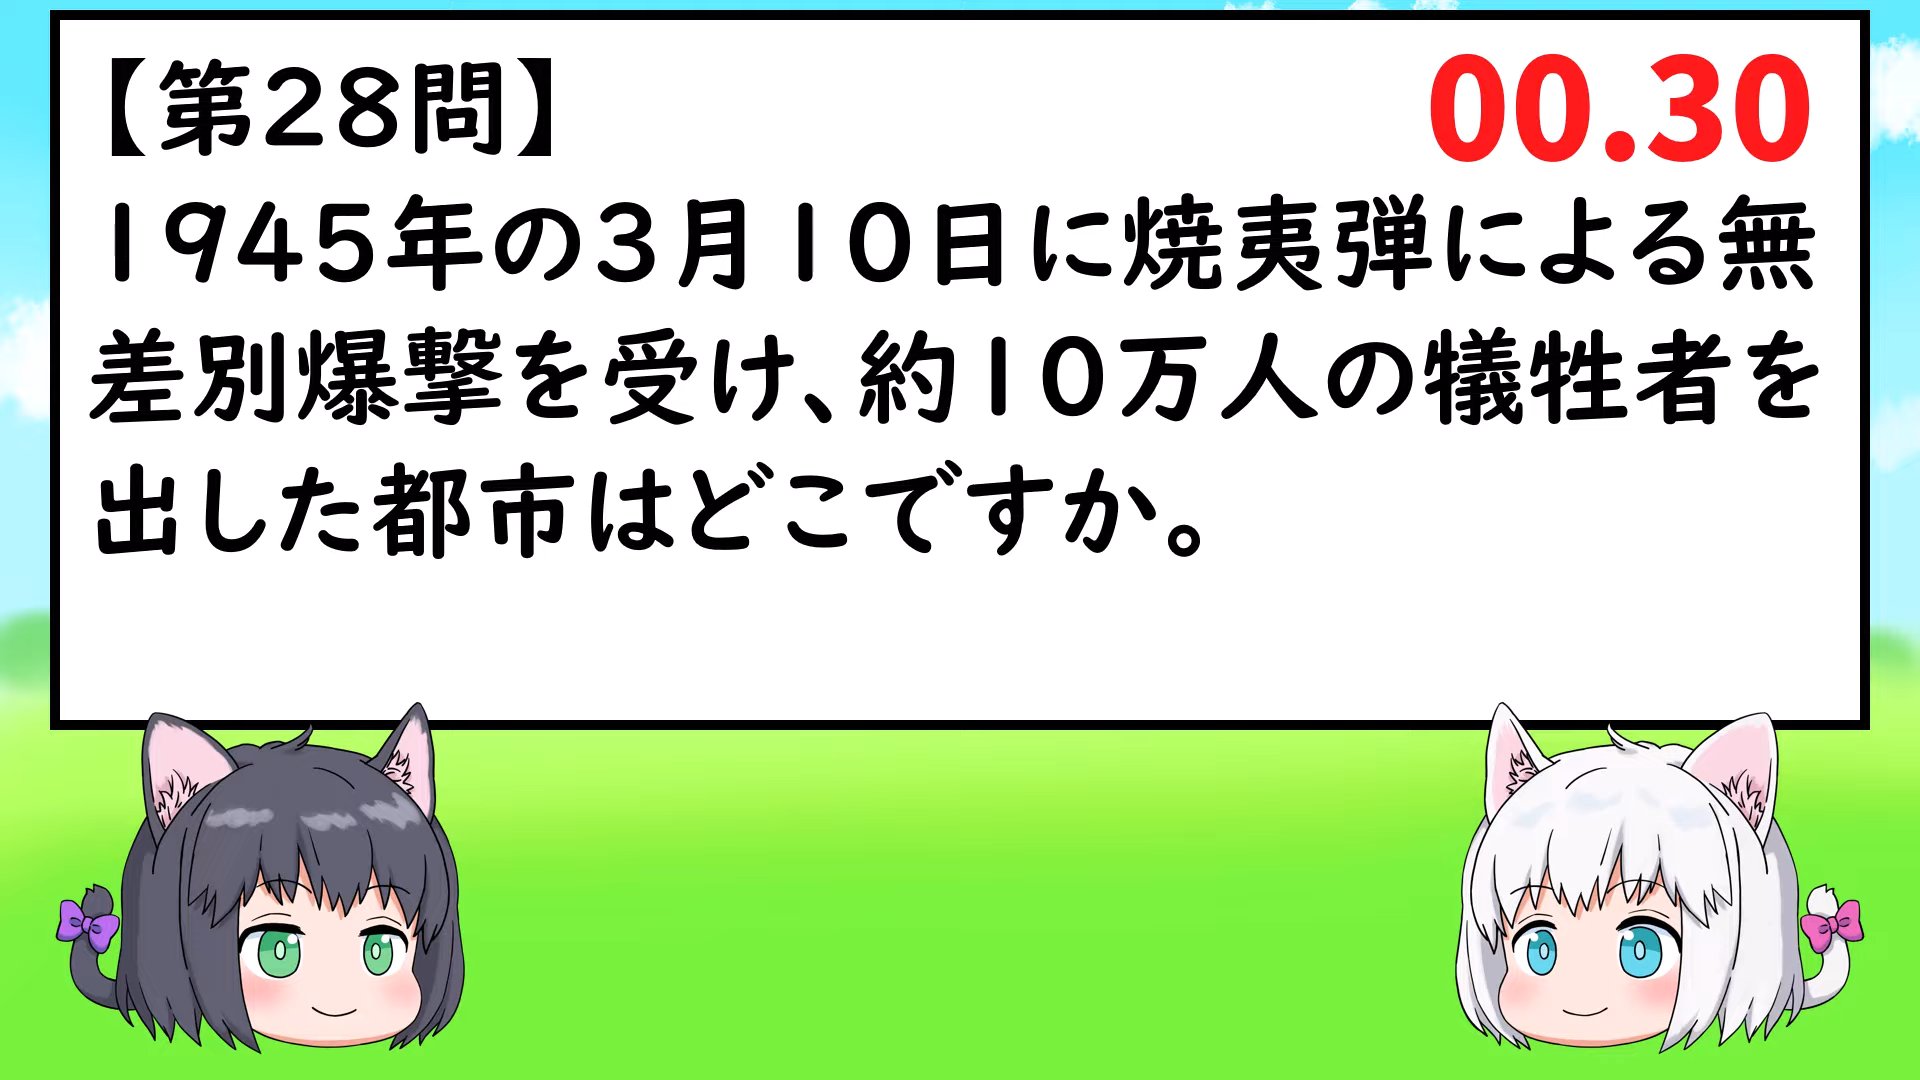 【第28問】 00.30
1945年の3月10日に焼夷弾による無
差別爆撃を受け、約10万人の犠牲者を
出した都市はどこですか。